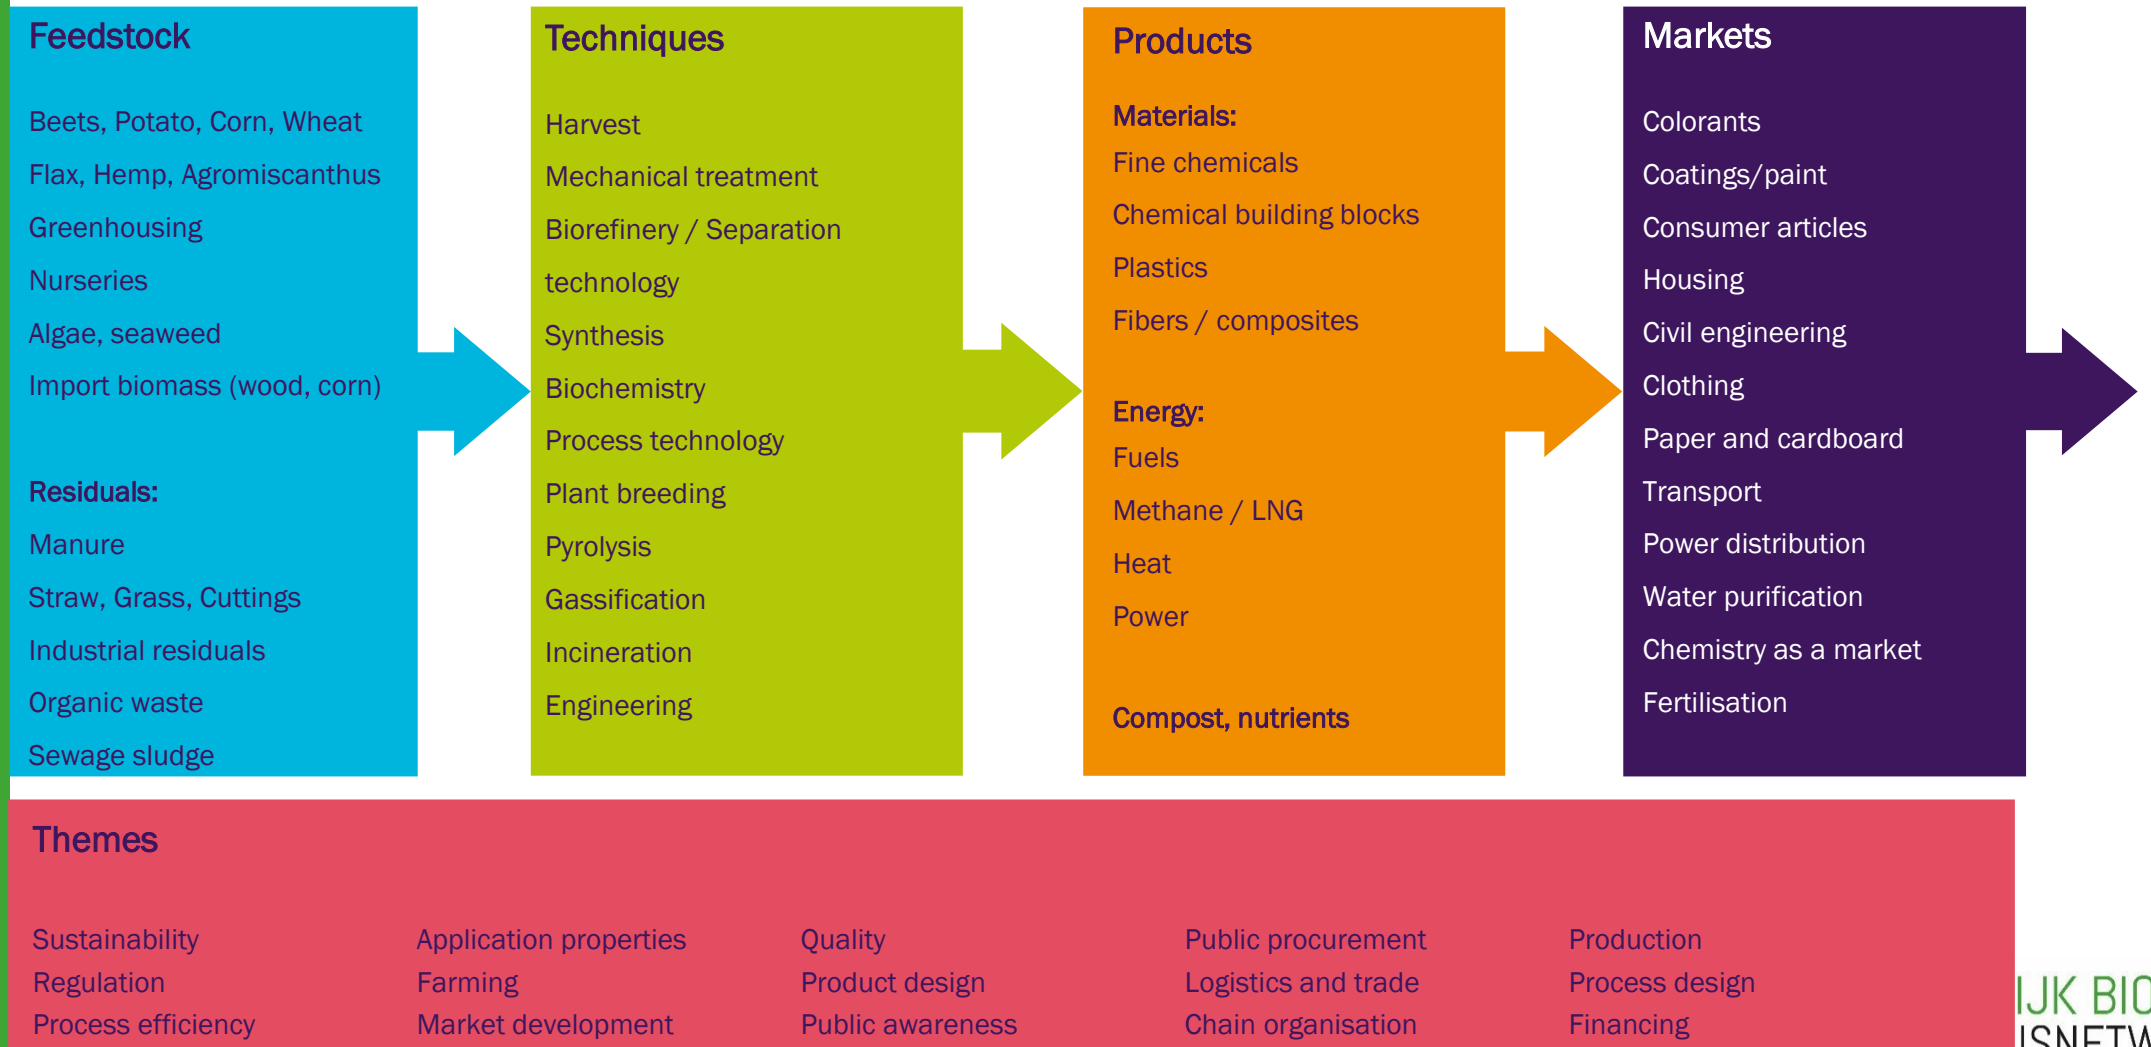 Feedstock
Beets, Potato, Corn, Wheat
Flax, Hemp, Agromiscanthus
Greenhousing
Nurseries
Algae, seaweed
Import biomass (wood, corn)
Residuals:
Manure
Straw, Grass, Cuttings
Industrial residuals
Organic waste
Sewage sludge
Techniques
Harvest
Mechanical treatment
Biorefinery / Separation
technology
Synthesis
Biochemistry
Process technology
Plant breeding
Pyrolysis
Gassification
Incineration
Engineering
Products
Materials:
Fine chemicals
Chemical building blocks
Plastics
Fibers / composites
Energy:
Fuels
Methane / LNG
Heat
Power
Compost, nutrients
Markets
Colorants
Coatings/paint
Consumer articles
Housing
Civil engineering
Clothing
Paper and cardboard
Transport
Power distribution
Water purification
Chemistry as a market
Fertilisation
Themes
Sustainability
Regulation
Process efficiency
Application properties
Farming
Market development
Quality
Product design
Public awareness
Public procurement
Logistics and trade
Chain organisation
Production
Process design
Financing